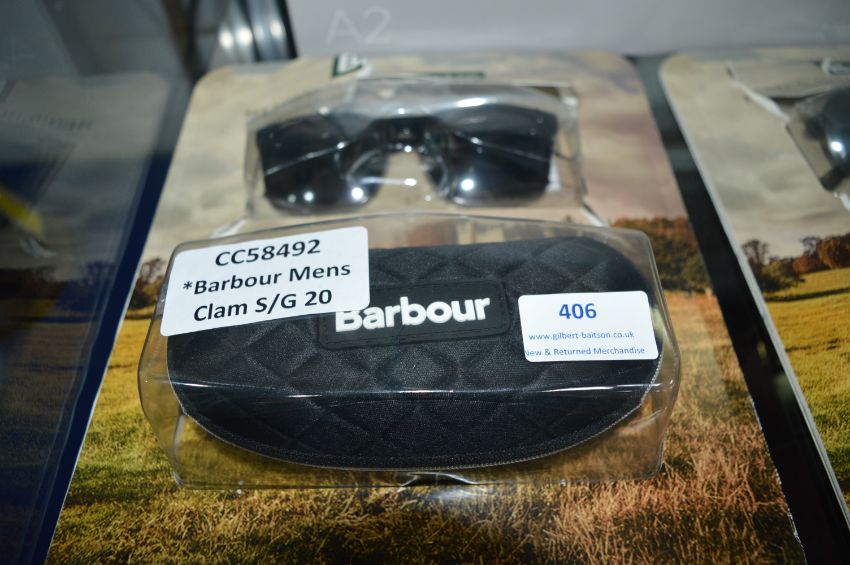 A2
CC58492
*Barbour Mens
Clam S/G 20
Barbour
406
www.gilbert-baitson.co.uk
New & Returned Merchandise